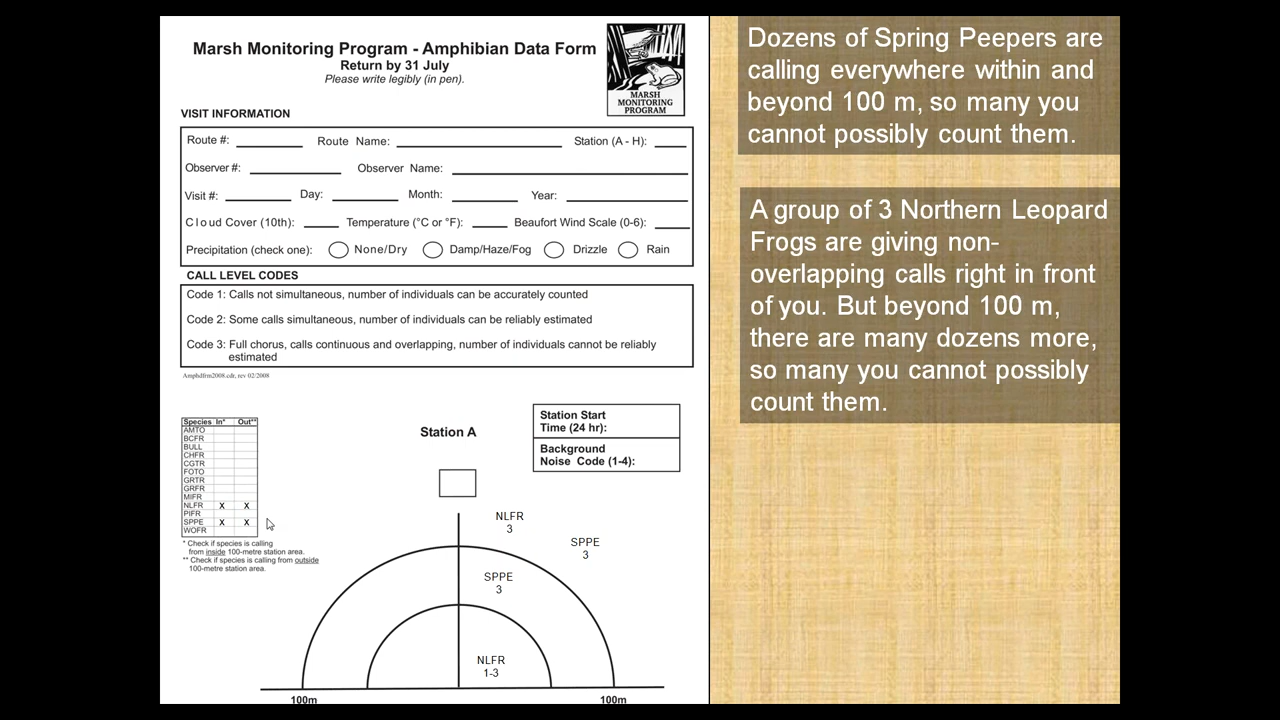 Marsh Monitoring Program - Amphibian Data Form
Return by 31 July
Please write legibly (in pen).
MARSH
MONITORING
PROGRAM
VISIT INFORMATION
Route #: Route Name: Station (A - H):
Observer #: Observer Name:
Visit #: Day: Month: Year:
Cloud Cover (10th): Temperature (°C or °F): Beaufort Wind Scale (0-6):
Precipitation (check one): None/Dry Damp/Haze/Fog Drizzle Rain
CALL LEVEL CODES
Code 1: Calls not simultaneous, number of individuals can be accurately counted
Code 2: Some calls simultaneous, number of individuals can be reliably estimated
Code 3: Full chorus, calls continuous and overlapping, number of individuals cannot be reliably
estimated
Amphdfrm2008.cdr, rev 02/2008
Species In* Out**
AMTO
BCFR
BULL
CHFR
CGTR
FOTO
GRTR
GRFR
MIFR
NLFR X X
PIFR
SPPE X X
WOFR
* Check if species is calling
from inside 100-metre station area.
** Check if species is calling from outside
100-metre station area.
Station A
Station Start
Time (24 hr):
Background
Noise Code (1-4):
NLFR
3
SPPE
3
SPPE
3
NLFR
1-3
100m 100m
Dozens of Spring Peepers are
calling everywhere within and
beyond 100 m, so many you
cannot possibly count them.
A group of 3 Northern Leopard
Frogs are giving non-
overlapping calls right in front
of you. But beyond 100 m,
there are many dozens more,
so many you cannot possibly
count them.